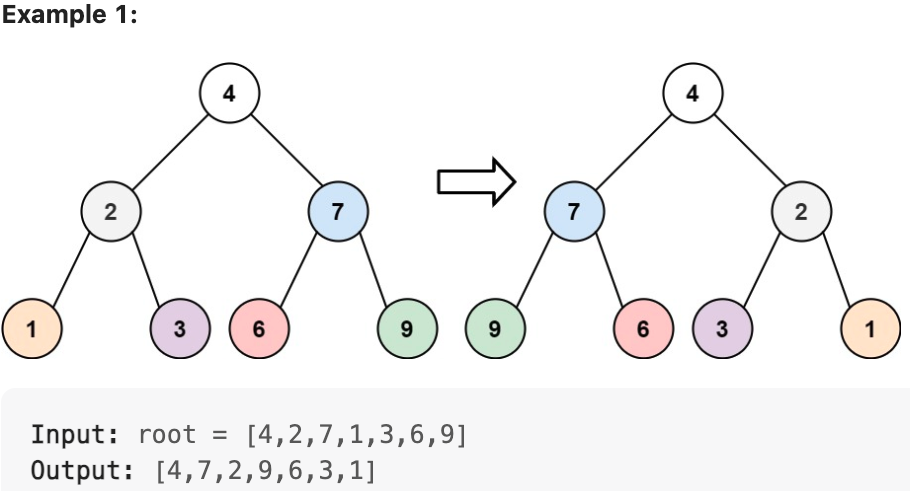 Example 1:
4 4
2 7 7 2
1 3 6 9 9 6 3 1
Input: root = [4,2,7,1,3,6,9]
Output: [4,7,2,9,6,3,1]